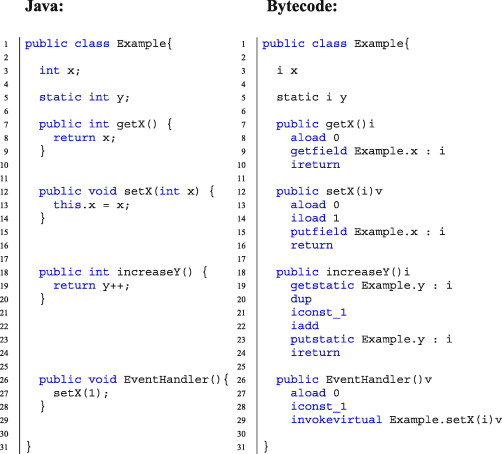 Java:
1 public class Example{
2
3 int x;
4
5 static int y;
6
7 public int getX() {
8 return x;
9 }
10
11
12 public void setX(int x) {
13 this.x = x;
14 }
15
16
17
18 public int increaseY() {
19 return y++;
20 }
21
22
23
24
25
26 public void EventHandler(){
27 setX(1);
28 }
29
30
31 }
Bytecode:
1 public class Example{
2
3 i x
4
5 static i y
6
7 public getX()i
8 aload 0
9 getfield Example.x : i
10 ireturn
11
12 public setX(i)v
13 aload 0
14 iload 1
15 putfield Example.x : i
16 return
17
18 public increaseY()i
19 getstatic Example.y : i
20 dup
21 iconst_1
22 iadd
23 putstatic Example.y : i
24 ireturn
25
26 public EventHandler()v
27 aload 0
28 iconst_1
29 invokevirtual Example.setX(i)v
30
31 }